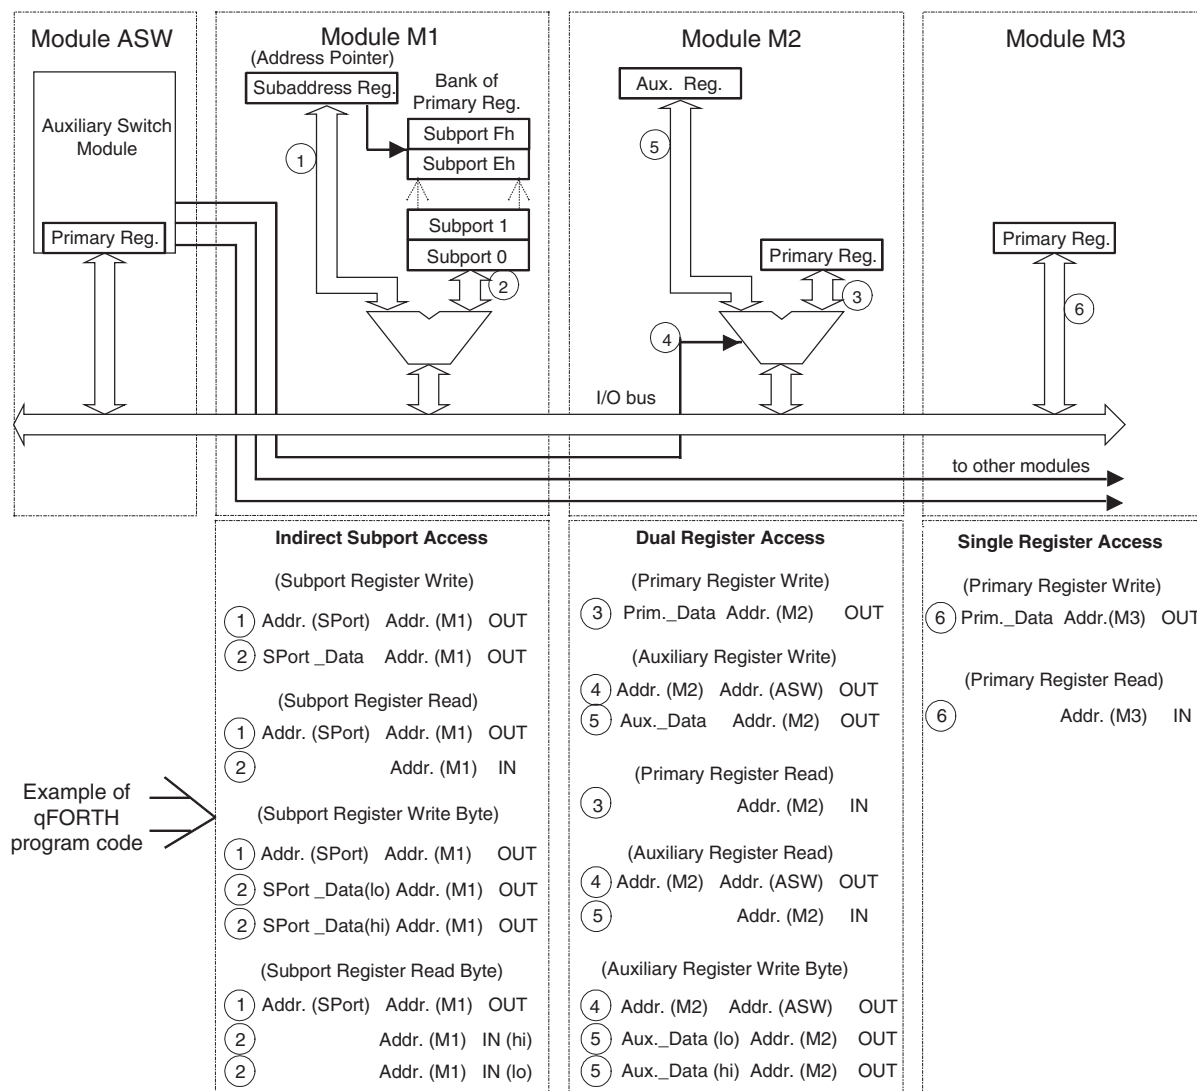 Module ASW
Auxiliary Switch
Module
Primary Reg.
Module M1
(Address Pointer)
Subaddress Reg.
Bank of
Primary Reg.
Subport Fh
Subport Eh
1
Subport 1
Subport 0
2
Module M2
Aux. Reg.
5
Primary Reg.
3
4
Module M3
Primary Reg.
6
I/O bus
to other modules
Example of
qFORTH
program code
Indirect Subport Access
(Subport Register Write)
1 Addr. (SPort) Addr. (M1) OUT
2 SPort _Data Addr. (M1) OUT
(Subport Register Read)
1 Addr. (SPort) Addr. (M1) OUT
2 Addr. (M1) IN
(Subport Register Write Byte)
1 Addr. (SPort) Addr. (M1) OUT
2 SPort _Data(lo) Addr. (M1) OUT
2 SPort _Data(hi) Addr. (M1) OUT
(Subport Register Read Byte)
1 Addr. (SPort) Addr. (M1) OUT
2 Addr. (M1) IN (hi)
2 Addr. (M1) IN (lo)
Dual Register Access
(Primary Register Write)
3 Prim._Data Addr. (M2) OUT
(Auxiliary Register Write)
4 Addr. (M2) Addr. (ASW) OUT
5 Aux._Data Addr. (M2) OUT
(Primary Register Read)
3 Addr. (M2) IN
(Auxiliary Register Read)
4 Addr. (M2) Addr. (ASW) OUT
5 Addr. (M2) IN
(Auxiliary Register Write Byte)
4 Addr. (M2) Addr. (ASW) OUT
5 Aux._Data (lo) Addr. (M2) OUT
5 Aux._Data (hi) Addr. (M2) OUT
Single Register Access
(Primary Register Write)
6 Prim._Data Addr.(M3) OUT
(Primary Register Read)
6 Addr. (M3) IN